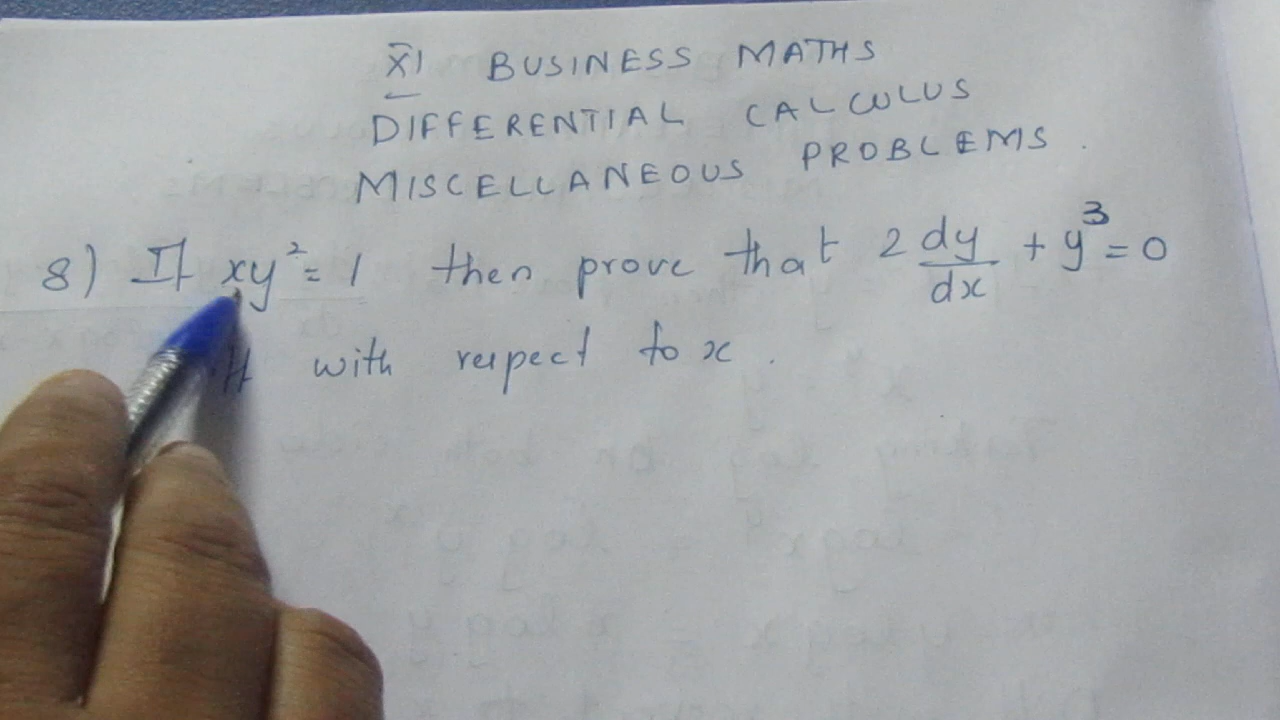 XI BUSINESS MATHS
DIFFERENTIAL CALCULUS
MISCELLANEOUS PROBLEMS.
8) If xy² = 1 then prove that 2 dy/dx + y³ = 0
with respect to x.